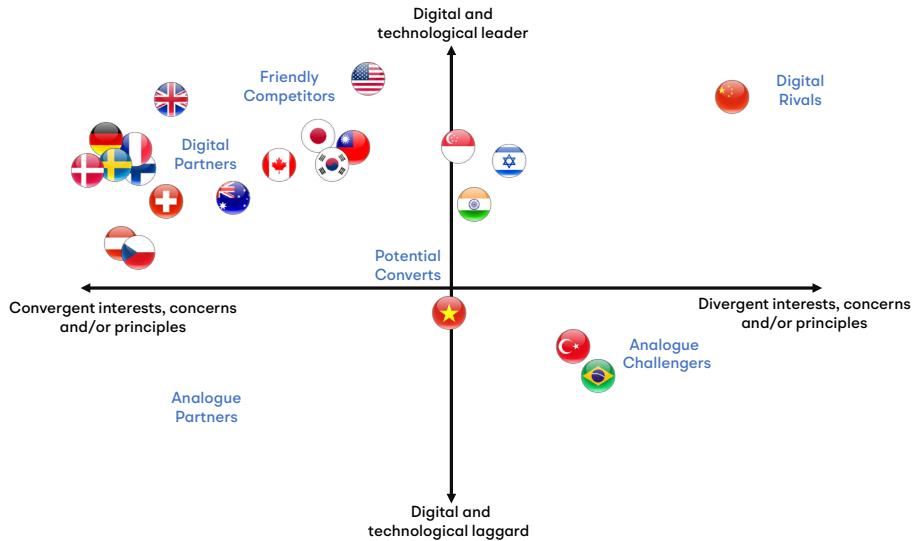 Digital and
technological leader
Friendly
Competitors
Digital
Rivals
Digital
Partners
Potential
Converts
Convergent interests, concerns
and/or principles
Divergent interests, concerns
and/or principles
Analogue
Challengers
Analogue
Partners
Digital and
technological laggard